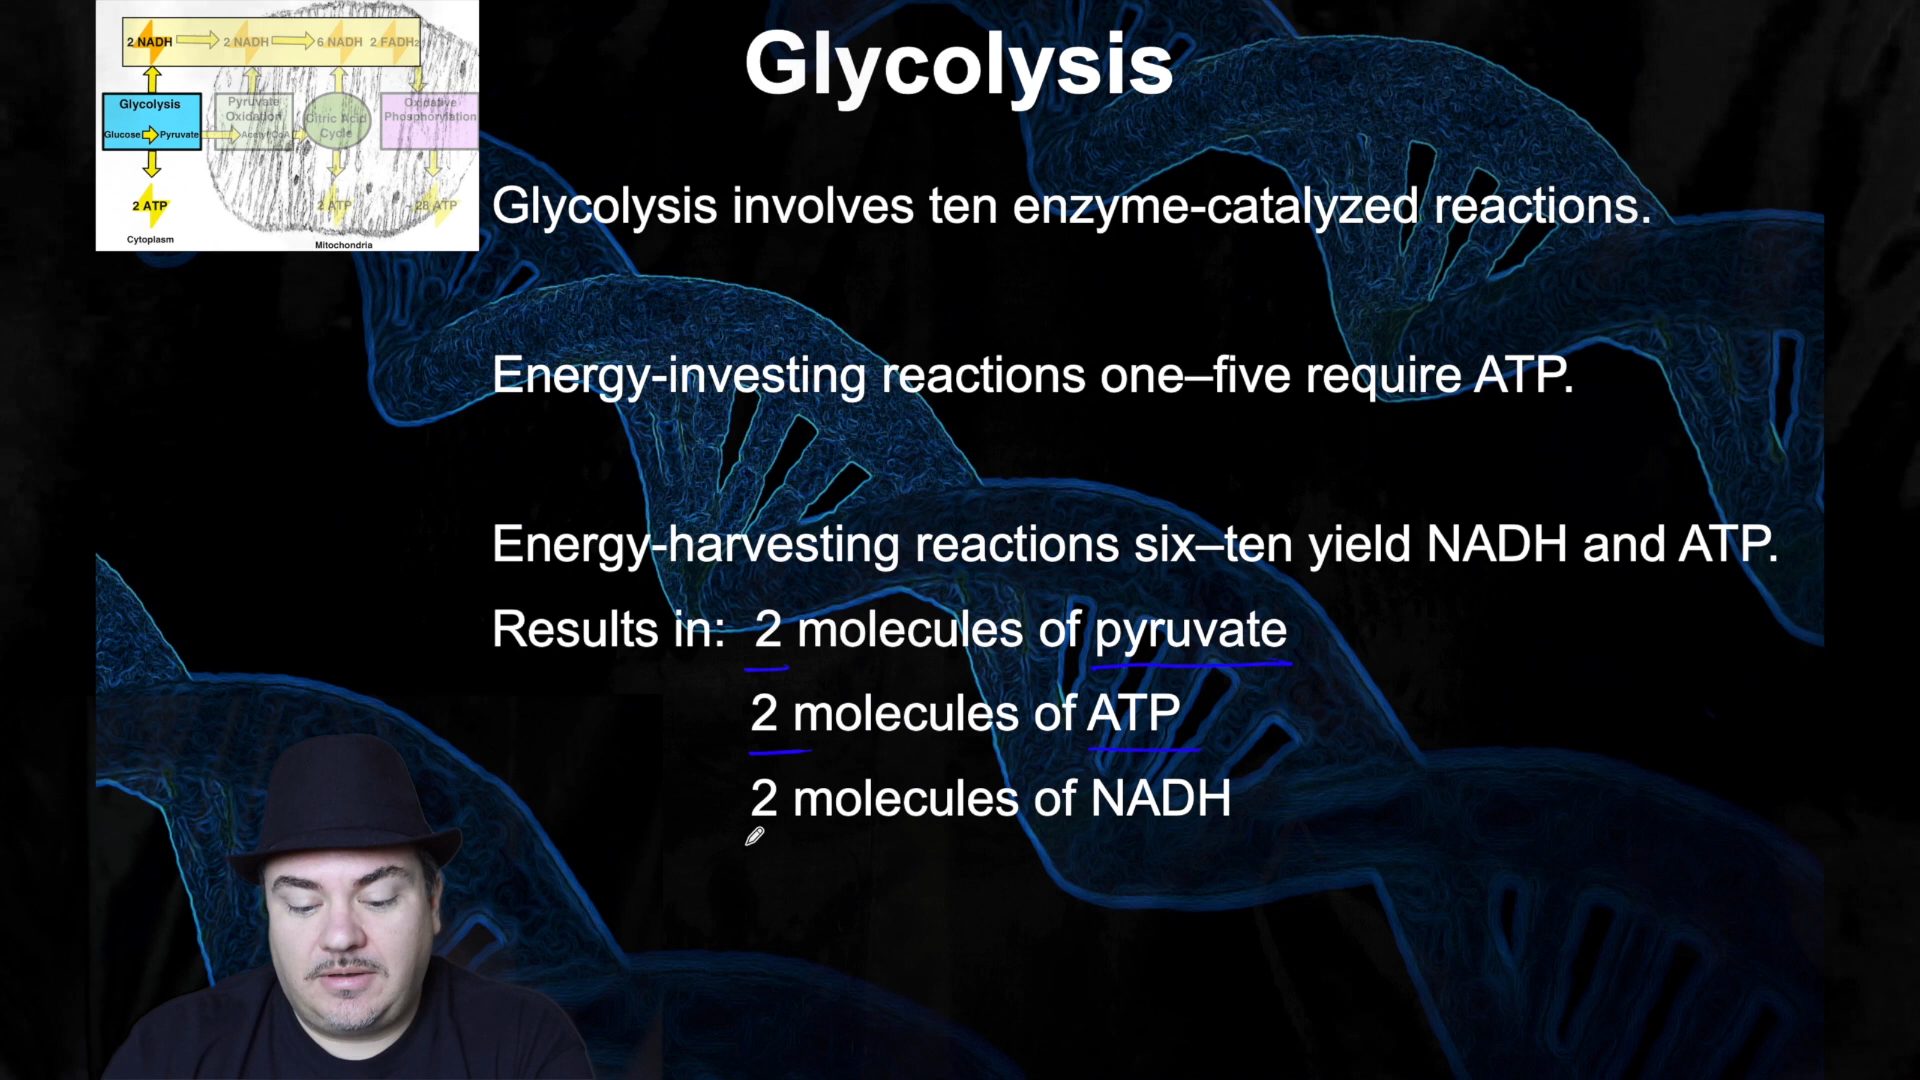 Glycolysis
2 NADH 2 NADH 6 NADH 2 FADH2
Glycolysis
Pyruvate
Oxidation
Citric Acid
Cycle
Oxidative
Phosphorylation
Glucose Pyruvate Acetyl CoA
2 ATP 2 ATP ~28 ATP
Cytoplasm
Mitochondria
Glycolysis involves ten enzyme-catalyzed reactions.
Energy-investing reactions one–five require ATP.
Energy-harvesting reactions six–ten yield NADH and ATP.
Results in: 2 molecules of pyruvate
2 molecules of ATP
2 molecules of NADH